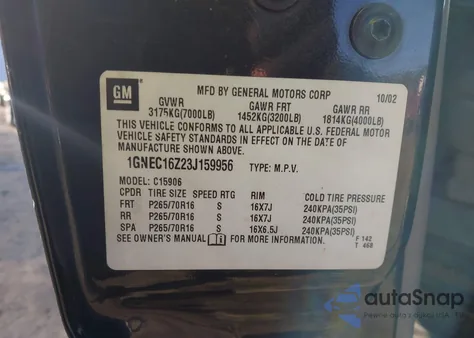 GM
MFD BY GENERAL MOTORS CORP 10/02
GVWR GAWR FRT GAWR RR
3175KG(7000LB) 1452KG(3200LB) 1814KG(4000LB)
THIS VEHICLE CONFORMS TO ALL APPLICABLE U.S. FEDERAL MOTOR
VEHICLE SAFETY STANDARDS IN EFFECT ON THE DATE OF
MANUFACTURE SHOWN ABOVE.
1GNEC16Z23J159956 TYPE: M.P.V.
MODEL: C15906
CPDR TIRE SIZE SPEED RTG RIM COLD TIRE PRESSURE
FRT P265/70R16 S 16X7J 240KPA(35PSI)
RR P265/70R16 S 16X7J 240KPA(35PSI)
SPA P265/70R16 S 16X6.5J 240KPA(35PSI)
SEE OWNER'S MANUAL FOR MORE INFORMATION.
F 142
T 468
autoSnap